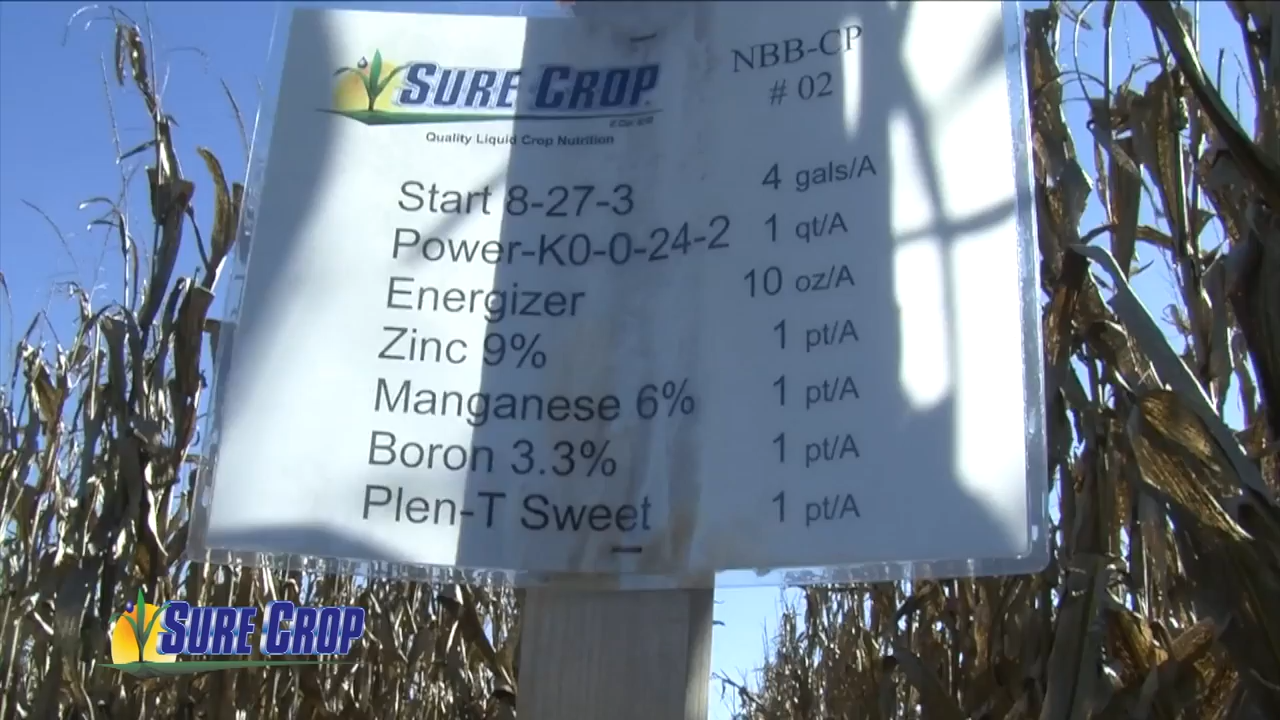 SURE CROP
Quality Liquid Crop Nutrition
NBB-CP
# 02
Start 8-27-3 4 gals/A
Power-K0-0-24-2 1 qt/A
Energizer 10 oz/A
Zinc 9% 1 pt/A
Manganese 6% 1 pt/A
Boron 3.3% 1 pt/A
Plen-T Sweet 1 pt/A
SURE CROP